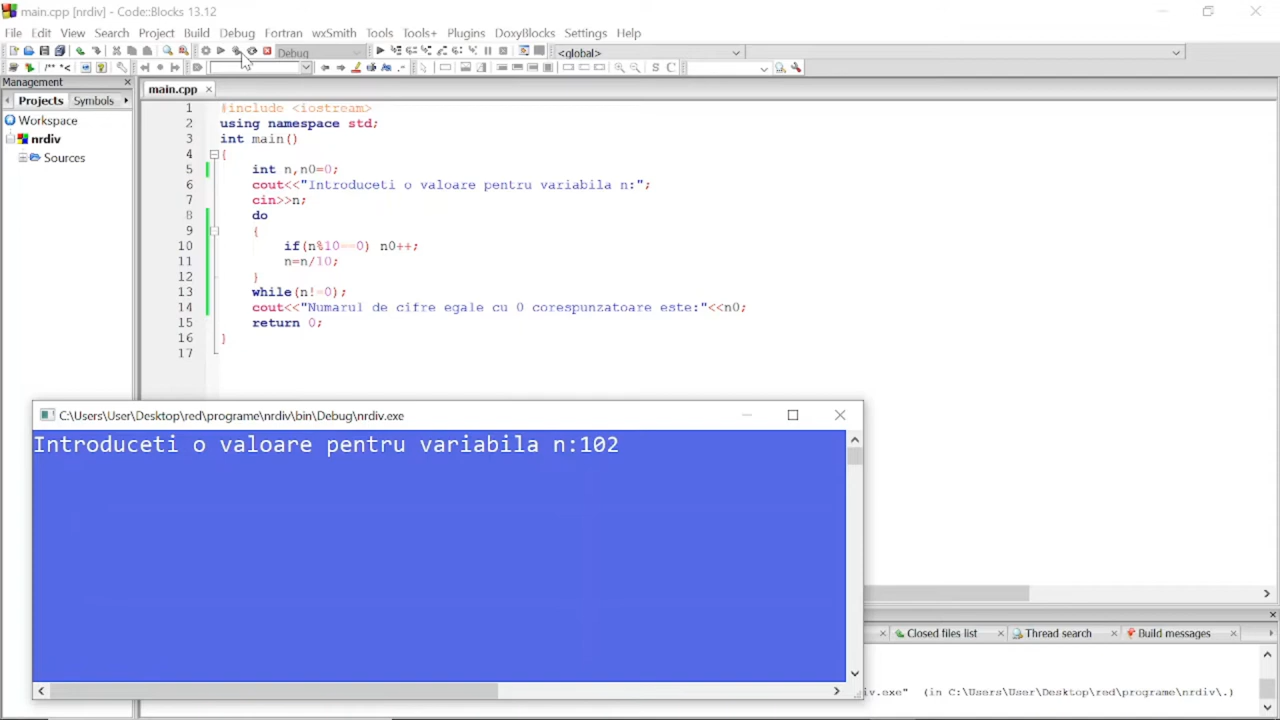 main.cpp [nrdiv] - Code::Blocks 13.12
File Edit View Search Project Build Debug Fortran wxSmith Tools Tools+ Plugins DoxyBlocks Settings Help
Debug <global>
Management
main.cpp
Projects Symbols
Workspace
nrdiv
Sources
1 #include <iostream>
2 using namespace std;
3 int main()
4 {
5 int n,n0=0;
6 cout<<"Introduceti o valoare pentru variabila n:";
7 cin>>n;
8 do
9 {
10 if(n%10==0) n0++;
11 n=n/10;
12 }
13 while(n!=0);
14 cout<<"Numarul de cifre egale cu 0 corespunzatoare este:"<<n0;
15 return 0;
16 }
17
C:\Users\User\Desktop\red\programe\nrdiv\bin\Debug\nrdiv.exe
Introduceti o valoare pentru variabila n:102
Closed files list Thread search Build messages
(in C:\Users\User\Desktop\red\programe\nrdiv\.)